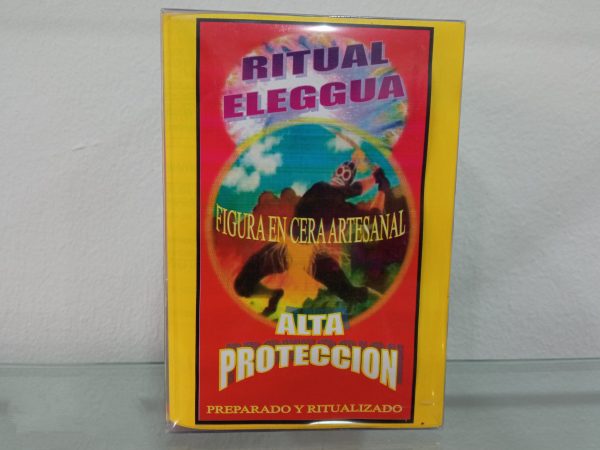 RITUAL
ELEGGUA
FIGURA EN CERA ARTESANAL
ALTA
PROTECCION
PREPARADO Y RITUALIZADO